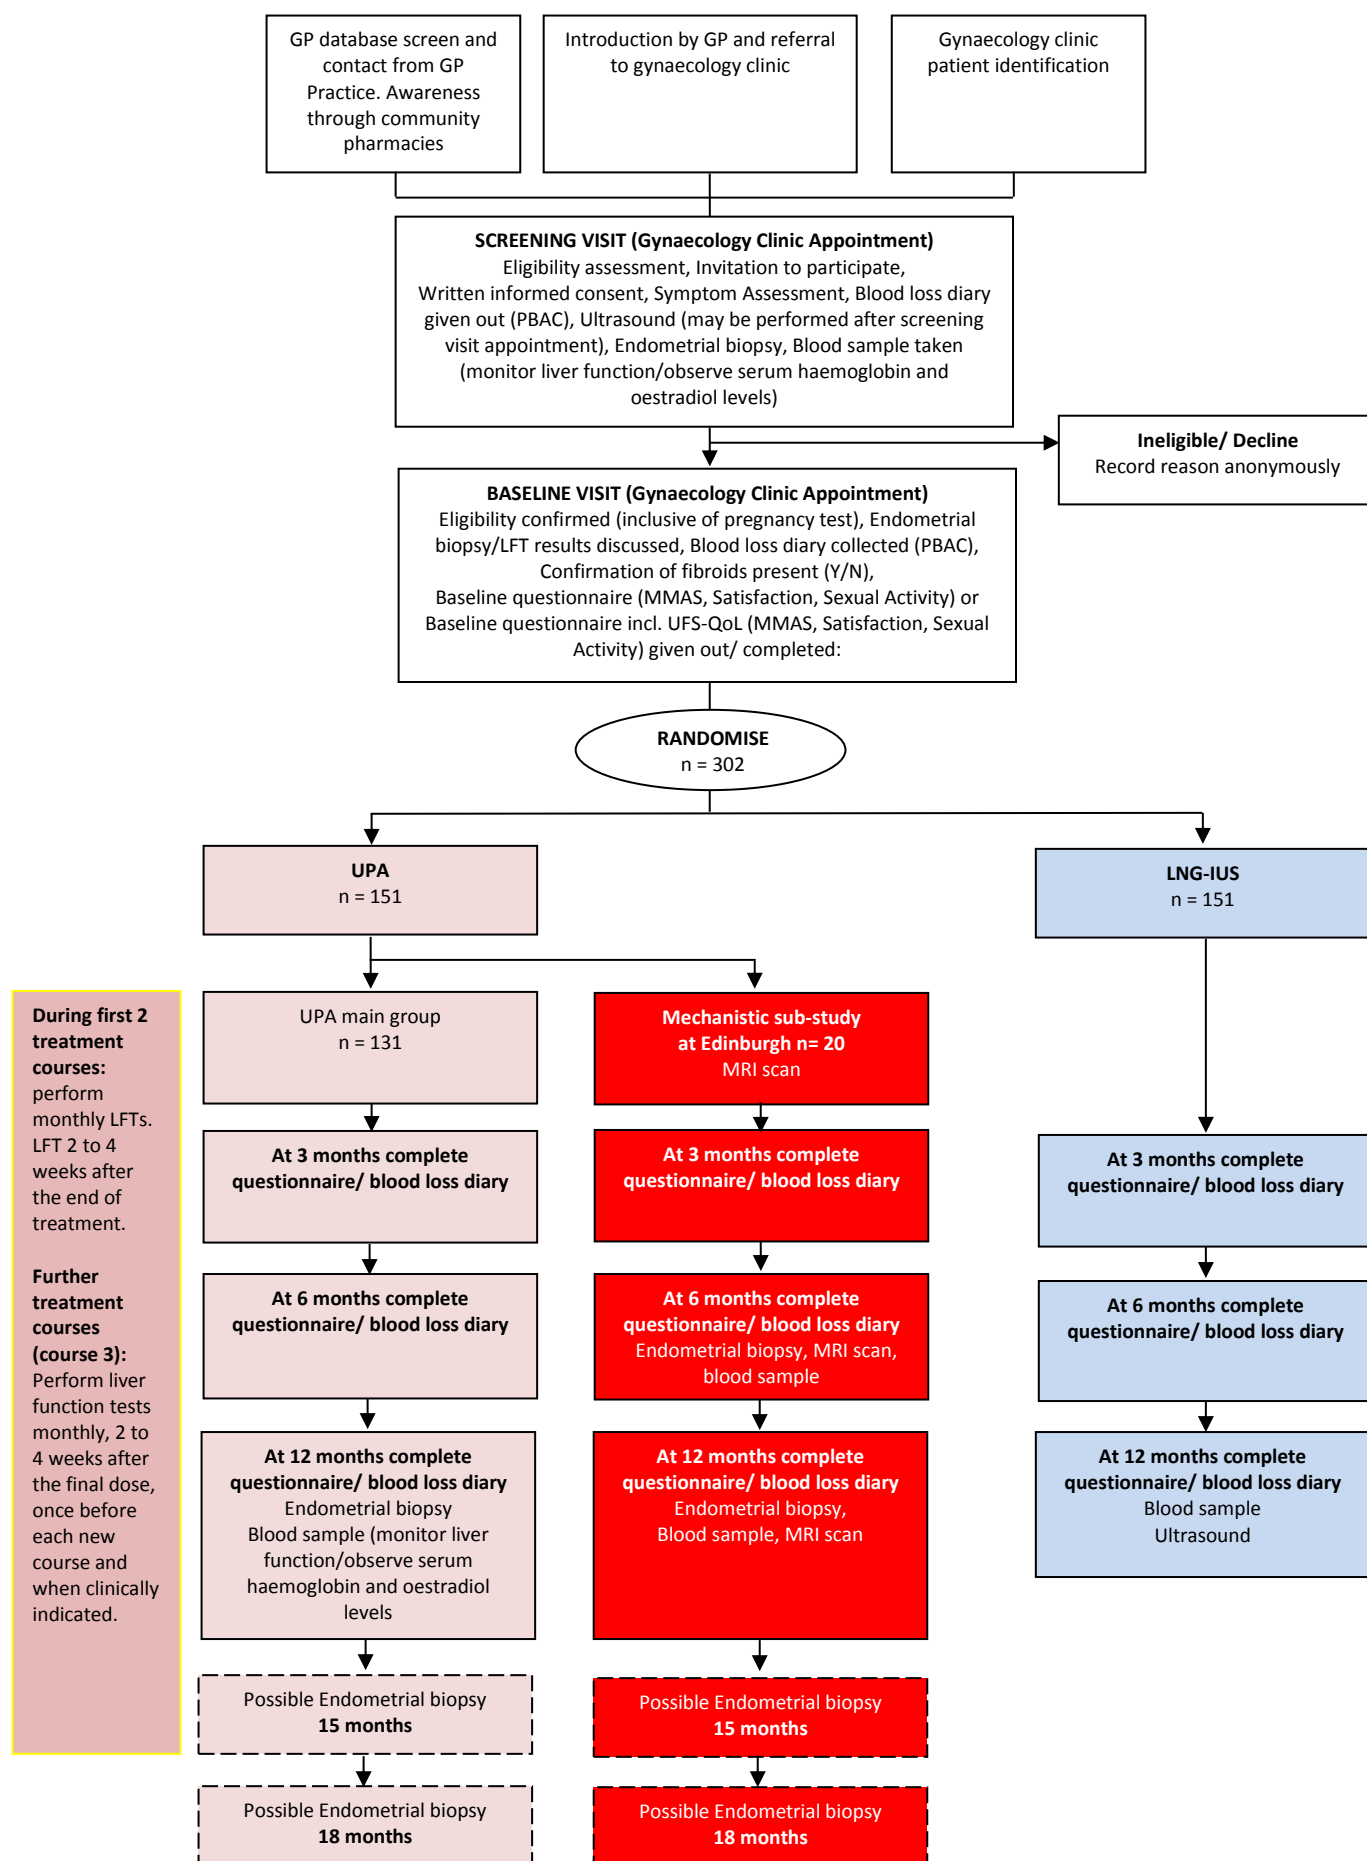 GP database screen and
contact from GP
Practice. Awareness
through community
pharmacies
Introduction by GP and referral
to gynaecology clinic
Gynaecology clinic
patient identification
SCREENING VISIT (Gynaecology Clinic Appointment)
Eligibility assessment, Invitation to participate,
Written informed consent, Symptom Assessment, Blood loss diary
given out (PBAC), Ultrasound (may be performed after screening
visit appointment), Endometrial biopsy, Blood sample taken
(monitor liver function/observe serum haemoglobin and
oestradiol levels)
Ineligible/ Decline
Record reason anonymously
BASELINE VISIT (Gynaecology Clinic Appointment)
Eligibility confirmed (inclusive of pregnancy test), Endometrial
biopsy/LFT results discussed, Blood loss diary collected (PBAC),
Confirmation of fibroids present (Y/N),
Baseline questionnaire (MMAS, Satisfaction, Sexual Activity) or
Baseline questionnaire incl. UFS-QoL (MMAS, Satisfaction, Sexual
Activity) given out/ completed:
RANDOMISE
n = 302
UPA
n = 151
LNG-IUS
n = 151
During first 2
treatment
courses:
perform
monthly LFTs.
LFT 2 to 4
weeks after
the end of
treatment.
Further
treatment
courses
(course 3):
Perform liver
function tests
monthly, 2 to
4 weeks after
the final dose,
once before
each new
course and
when clinically
indicated.
UPA main group
n = 131
Mechanistic sub-study
at Edinburgh n= 20
MRI scan
At 3 months complete
questionnaire/ blood loss diary
At 3 months complete
questionnaire/ blood loss diary
At 3 months complete
questionnaire/ blood loss diary
At 6 months complete
questionnaire/ blood loss diary
At 6 months complete
questionnaire/ blood loss diary
Endometrial biopsy, MRI scan,
blood sample
At 6 months complete
questionnaire/ blood loss diary
At 12 months complete
questionnaire/ blood loss diary
Endometrial biopsy
Blood sample (monitor liver
function/observe serum
haemoglobin and oestradiol
levels
At 12 months complete
questionnaire/ blood loss diary
Endometrial biopsy,
Blood sample, MRI scan
At 12 months complete
questionnaire/ blood loss diary
Blood sample
Ultrasound
Possible Endometrial biopsy
15 months
Possible Endometrial biopsy
15 months
Possible Endometrial biopsy
18 months
Possible Endometrial biopsy
18 months